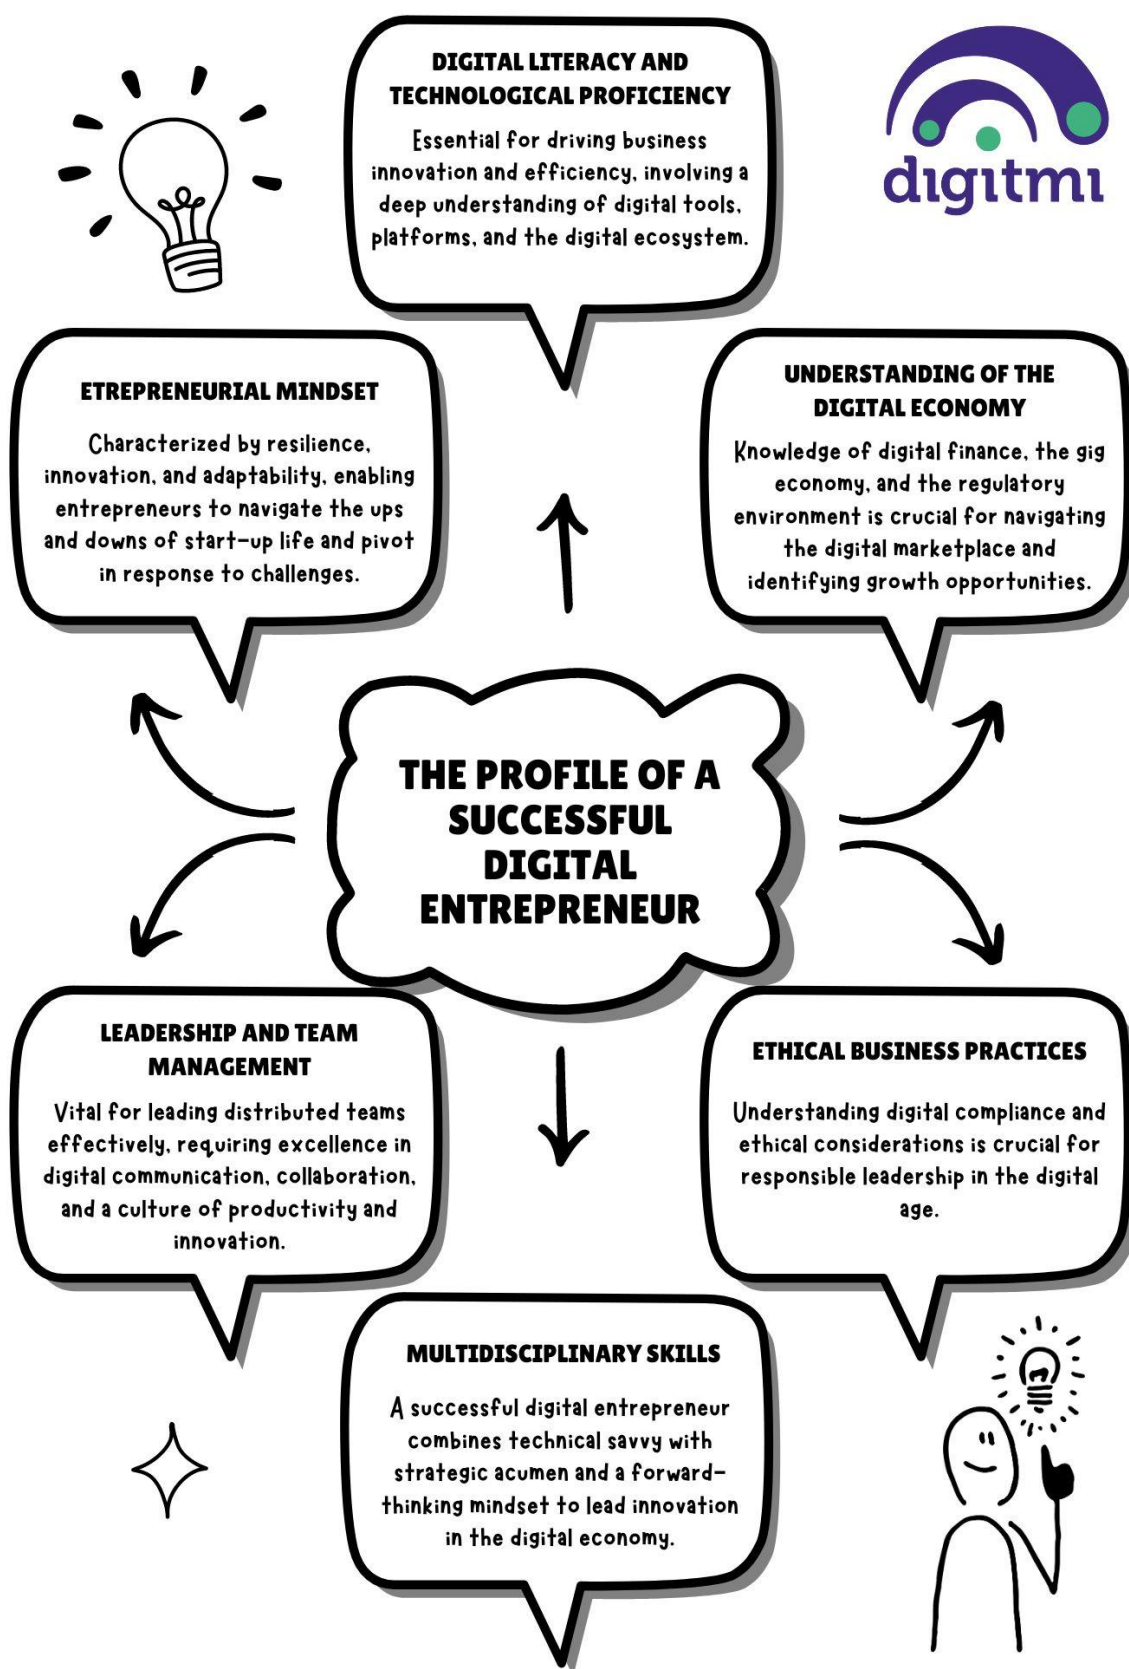 DIGITAL LITERACY AND
TECHNOLOGICAL PROFICIENCY
Essential for driving business
innovation and efficiency, involving a
deep understanding of digital tools,
platforms, and the digital ecosystem.
digitmi
ETREPRENEURIAL MINDSET
Characterized by resilience,
innovation, and adaptability, enabling
entrepreneurs to navigate the ups
and downs of start-up life and pivot
in response to challenges.
UNDERSTANDING OF THE
DIGITAL ECONOMY
Knowledge of digital finance, the gig
economy, and the regulatory
environment is crucial for navigating
the digital marketplace and
identifying growth opportunities.
THE PROFILE OF A
SUCCESSFUL
DIGITAL
ENTREPRENEUR
LEADERSHIP AND TEAM
MANAGEMENT
Vital for leading distributed teams
effectively, requiring excellence in
digital communication, collaboration,
and a culture of productivity and
innovation.
ETHICAL BUSINESS PRACTICES
Understanding digital compliance and
ethical considerations is crucial for
responsible leadership in the digital
age.
MULTIDISCIPLINARY SKILLS
A successful digital entrepreneur
combines technical savvy with
strategic acumen and a forward-
thinking mindset to lead innovation
in the digital economy.